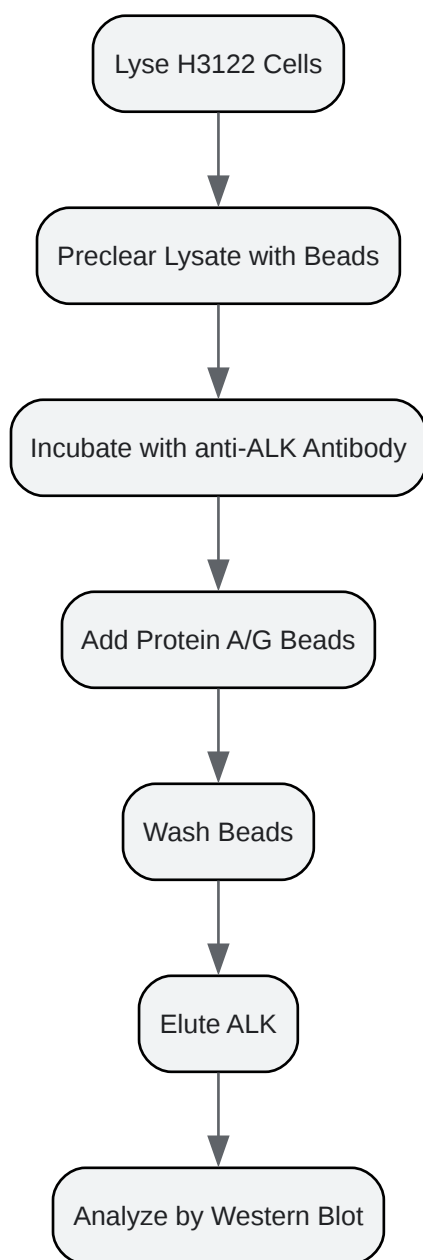 Lyse H3122 Cells
Preclear Lysate with Beads
Incubate with anti-ALK Antibody
Add Protein A/G Beads
Wash Beads
Elute ALK
Analyze by Western Blot